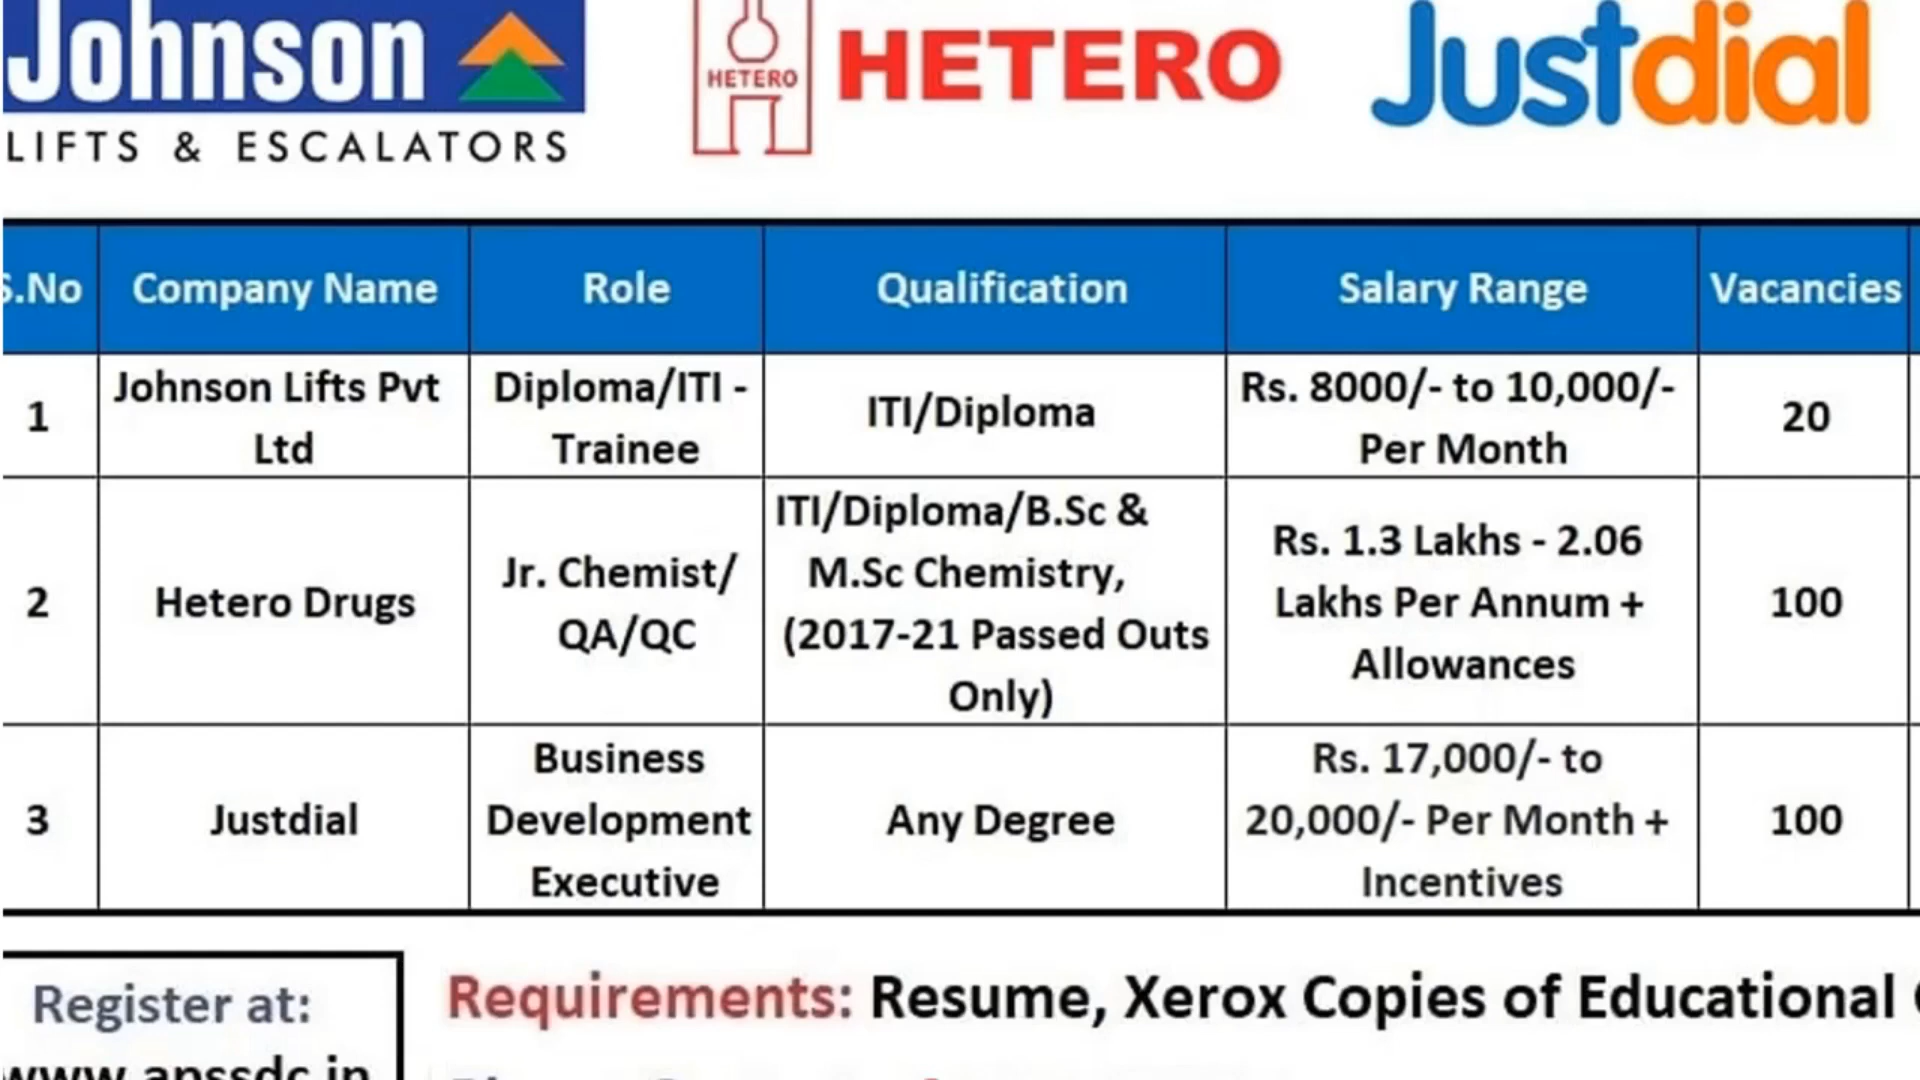 Johnson
LIFTS & ESCALATORS
HETERO
HETERO
Justdial
S.No Company Name Role Qualification Salary Range Vacancies
1 Johnson Lifts Pvt Ltd Diploma/ITI - Trainee ITI/Diploma Rs. 8000/- to 10,000/- Per Month 20
2 Hetero Drugs Jr. Chemist/ QA/QC ITI/Diploma/B.Sc & M.Sc Chemistry, (2017-21 Passed Outs Only) Rs. 1.3 Lakhs - 2.06 Lakhs Per Annum + Allowances 100
3 Justdial Business Development Executive Any Degree Rs. 17,000/- to 20,000/- Per Month + Incentives 100
Register at:
www.apssdc.in
Requirements: Resume, Xerox Copies of Educational